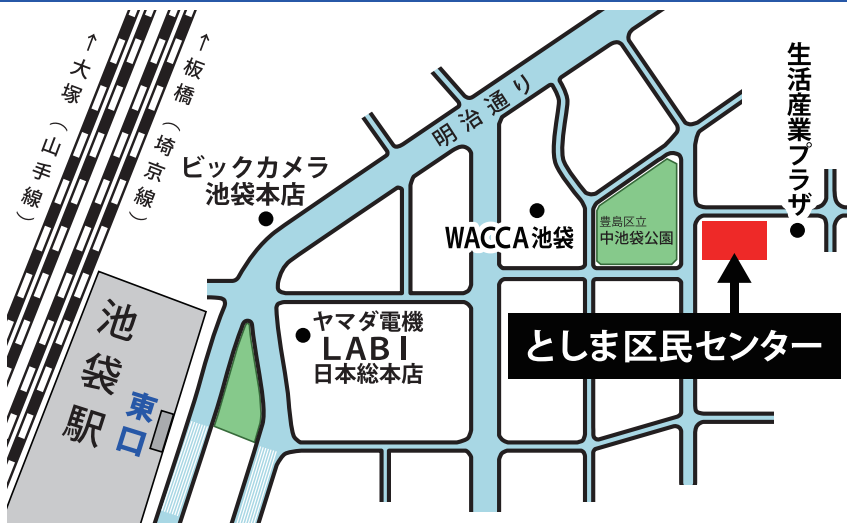 ↑大塚（山手線）
↑板橋（埼京線）
明治通り
生活産業プラザ
ビックカメラ
池袋本店
WACCA池袋
豊島区立
中池袋公園
ヤマダ電機
LABI
日本総本店
としま区民センター
池袋駅
東口